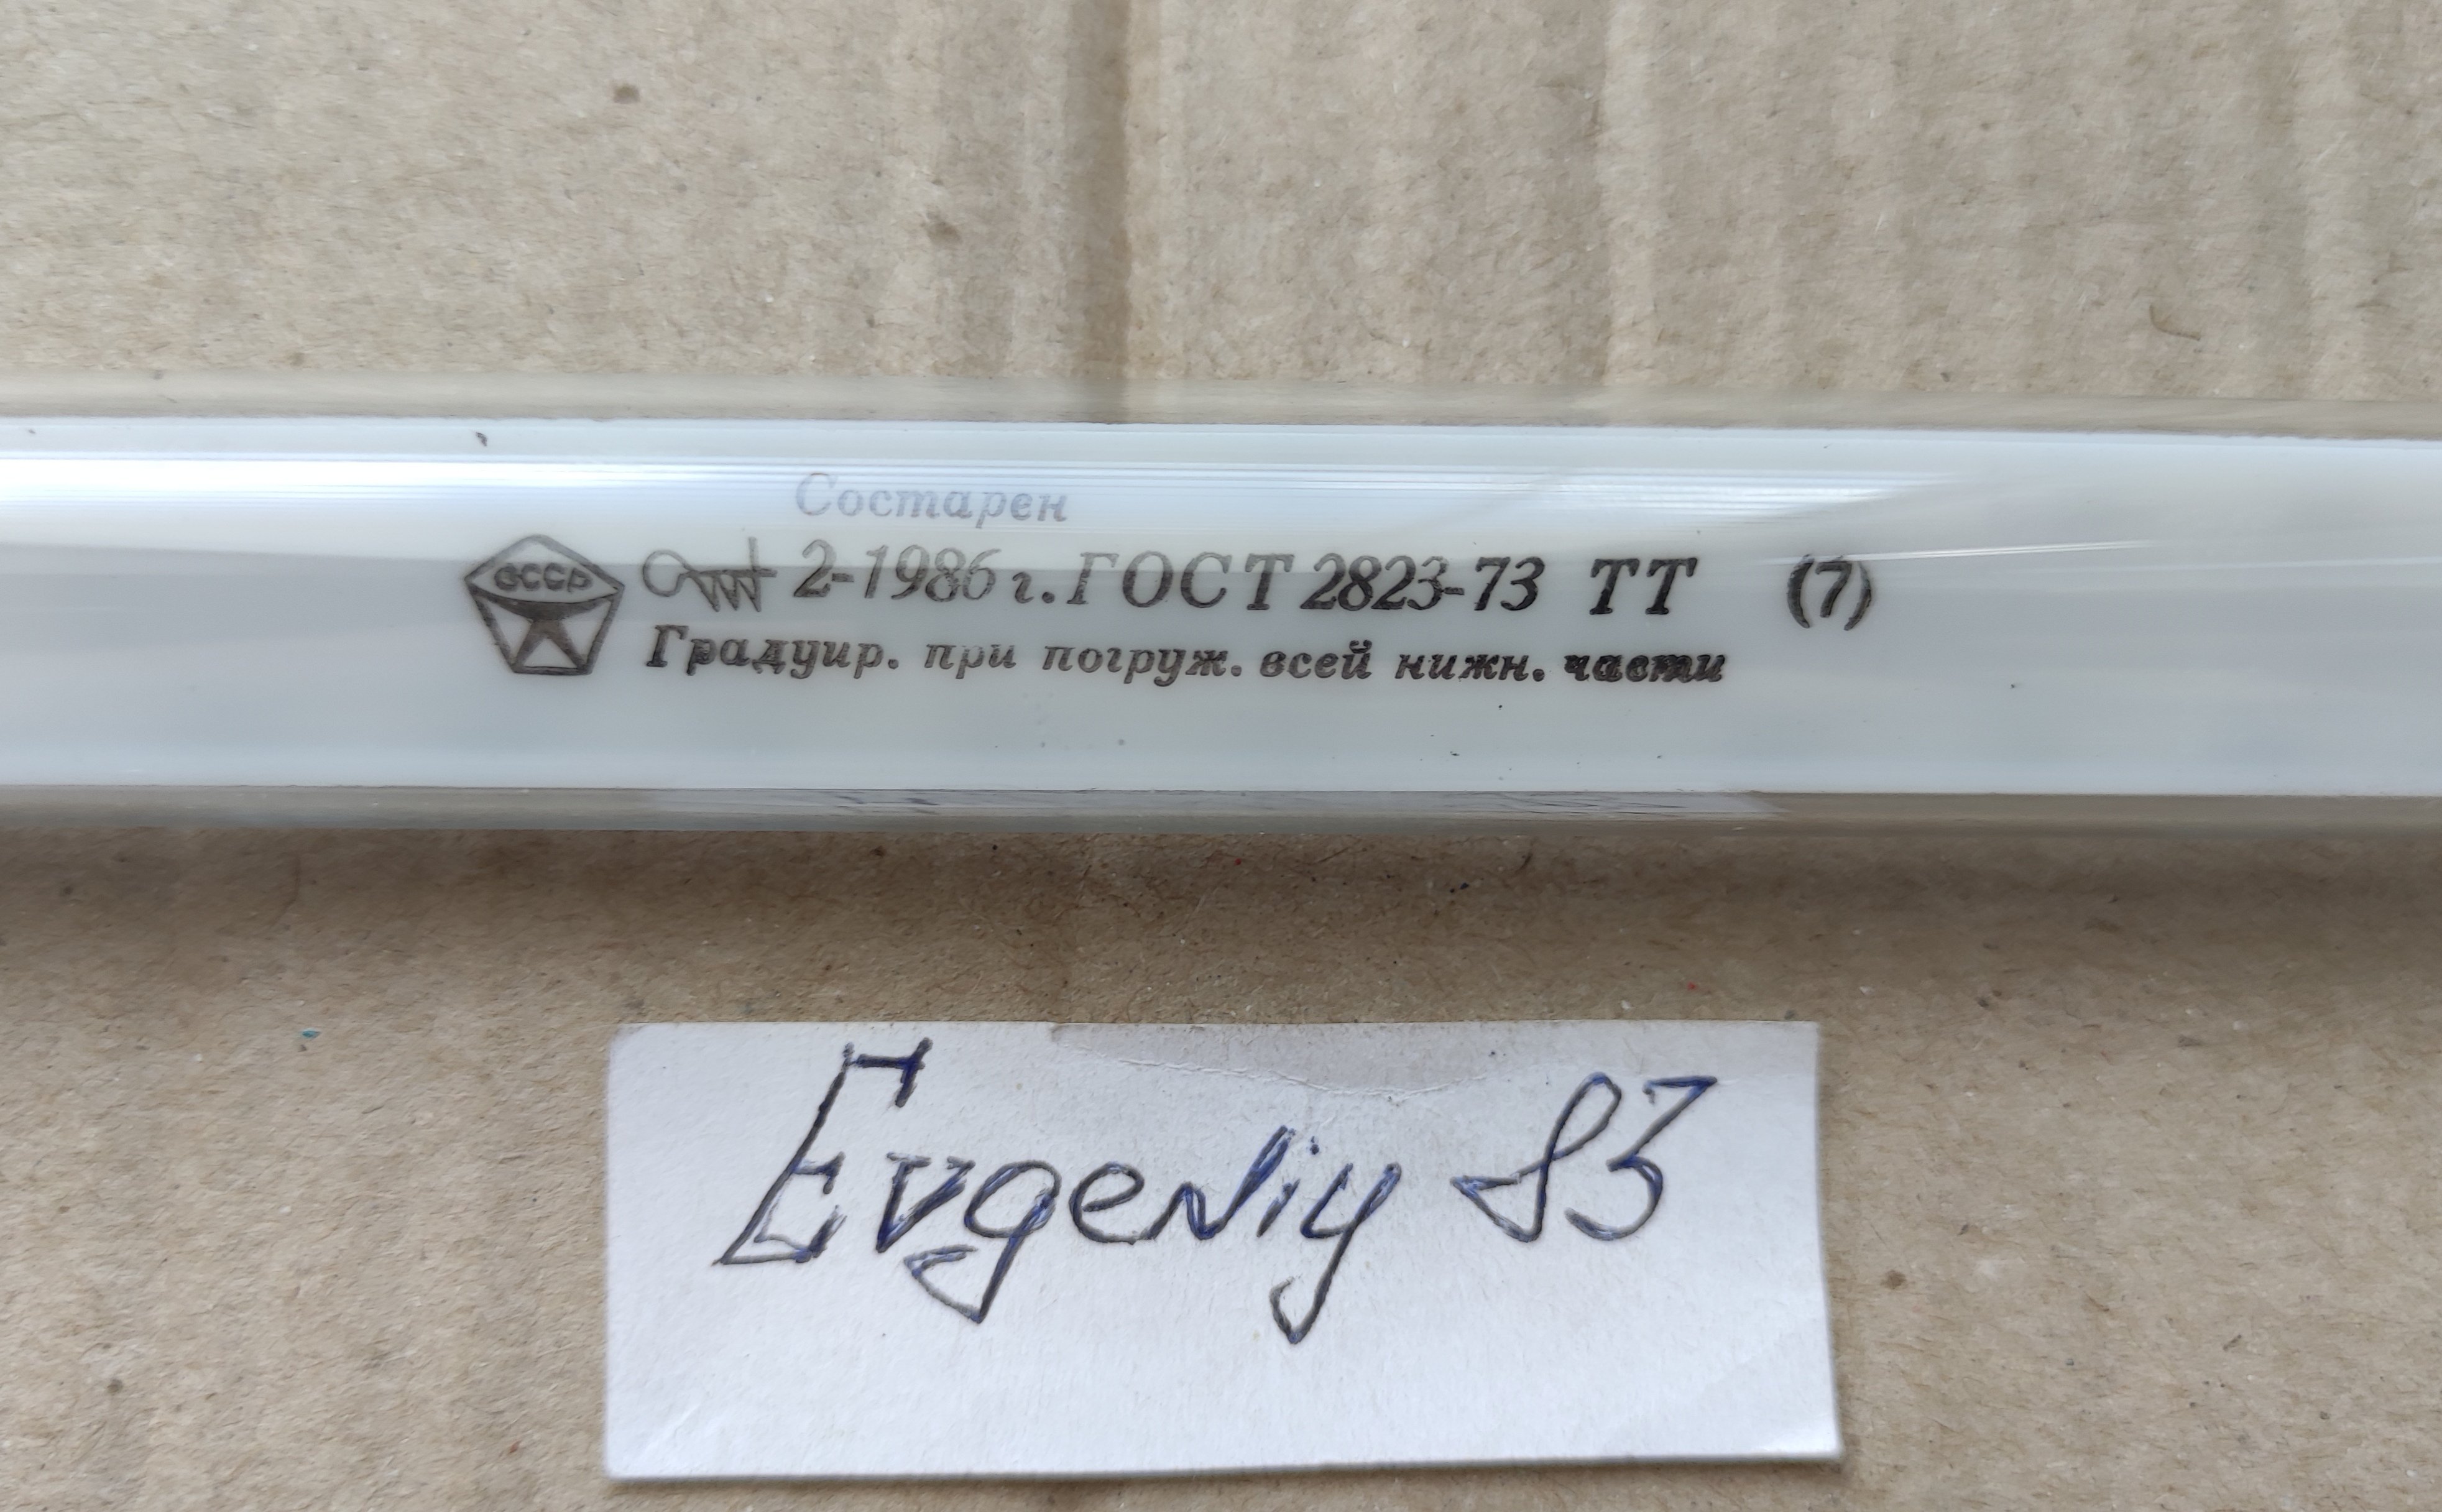 Состарен
СССР 2-1986 г. ГОСТ 2823-73 ТТ (7)
Градуир. при погруж. всей нижн. части
Evgeniy 83